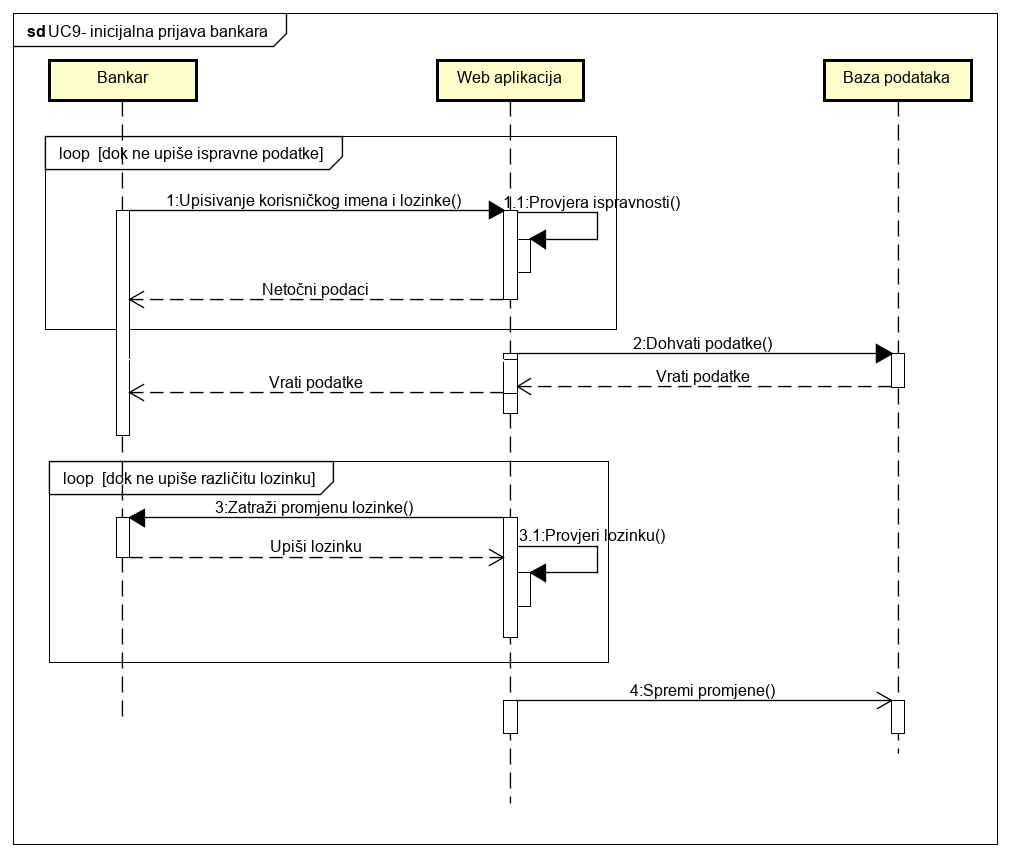 sd UC9- inicijalna prijava bankara
Bankar
Web aplikacija
Baza podataka
loop [dok ne upiše ispravne podatke]
1:Upisivanje korisničkog imena i lozinke()
1.1:Provjera ispravnosti()
Netočni podaci
2:Dohvati podatke()
Vrati podatke
Vrati podatke
loop [dok ne upiše različitu lozinku]
3:Zatraži promjenu lozinke()
3.1:Provjeri lozinku()
Upiši lozinku
4:Spremi promjene()